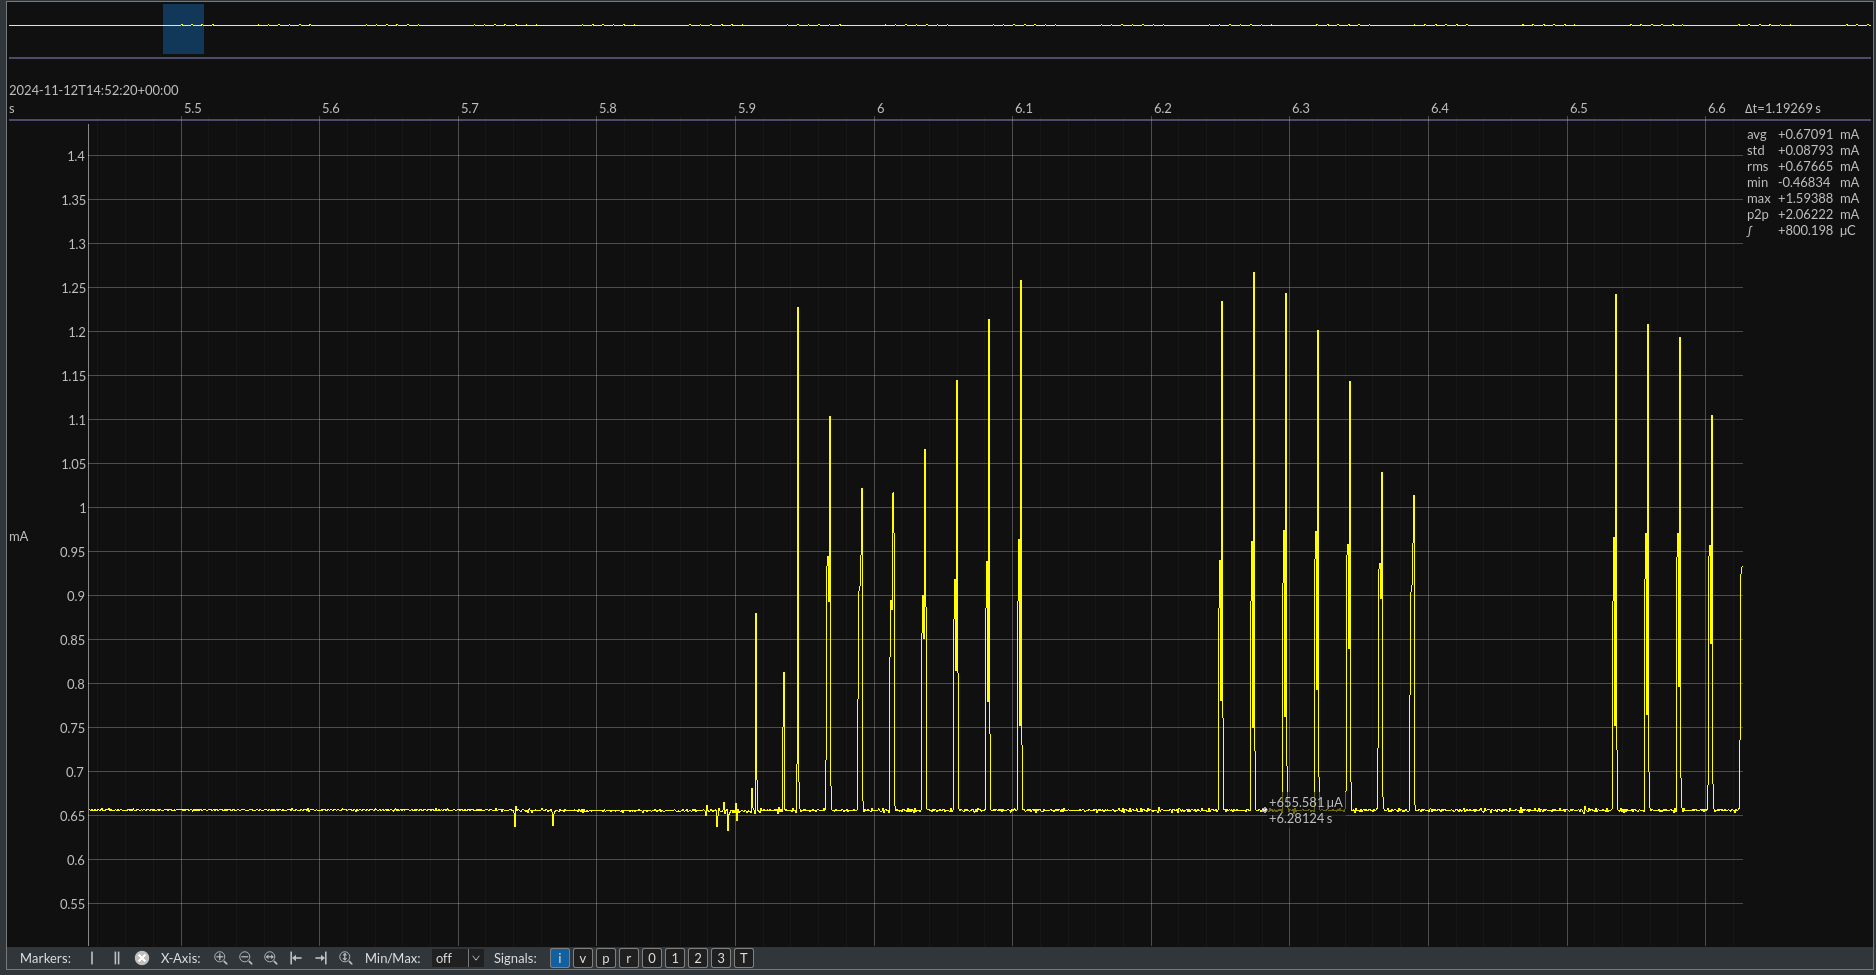 2024-11-12T14:52:20+00:00
s 5.5 5.6 5.7 5.8 5.9 6 6.1 6.2 6.3 6.4 6.5 6.6 Δt=1.19269 s
avg +0.67091 mA
std +0.08793 mA
rms +0.67665 mA
min -0.46834 mA
max +1.59388 mA
p2p +2.06222 mA
∫ +800.198 µC
1.4
1.35
1.3
1.25
1.2
1.15
1.1
1.05
1
0.95
mA
0.9
0.85
0.8
0.75
0.7
0.65
0.6
0.55
+655.581 µA
+6.28124 s
Markers: X-Axis: Min/Max: off Signals: i v p r 0 1 2 3 T